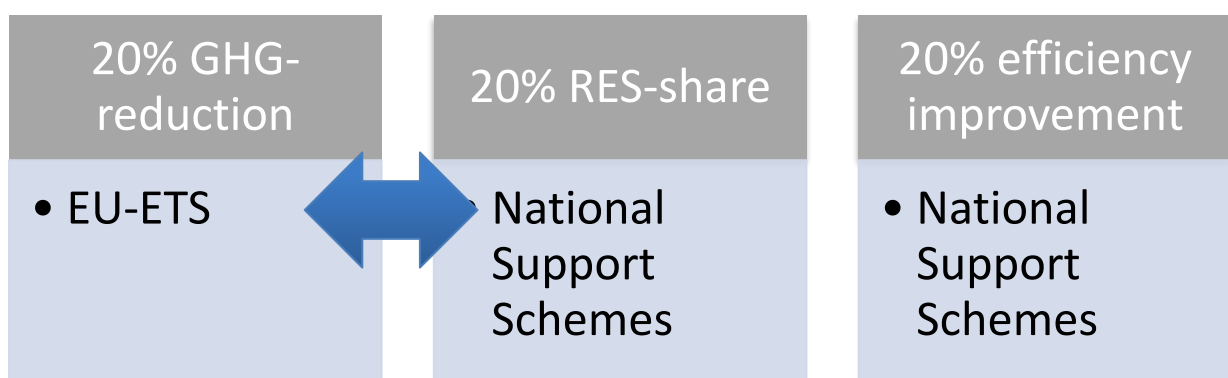 20% GHG-
reduction
• EU-ETS
20% RES-share
• National
Support
Schemes
20% efficiency
improvement
• National
Support
Schemes